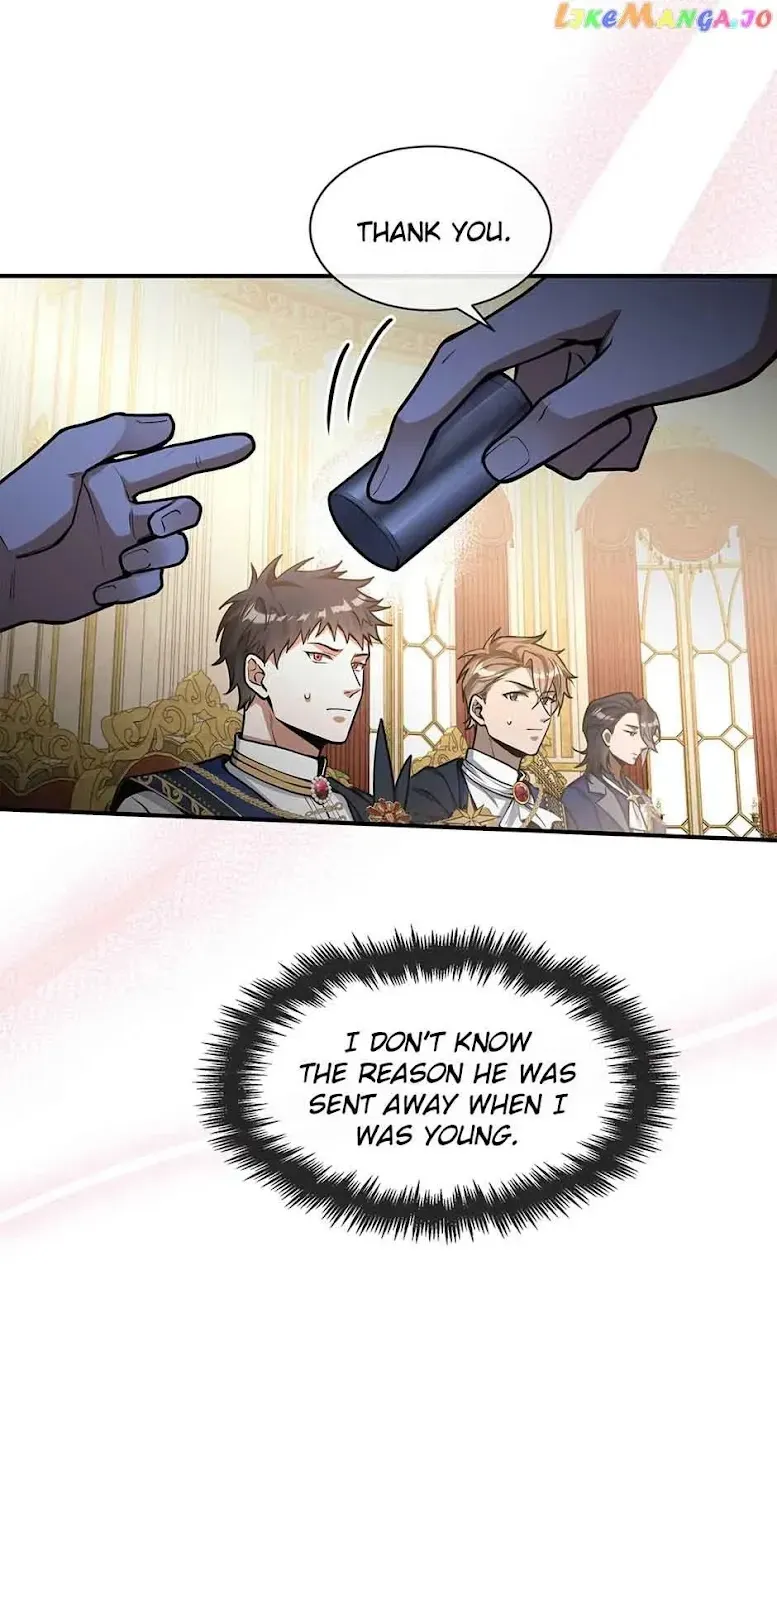 LIKEMANGA.IO
THANK YOU.
I DON'T KNOW
THE REASON HE WAS
SENT AWAY WHEN I
WAS YOUNG.